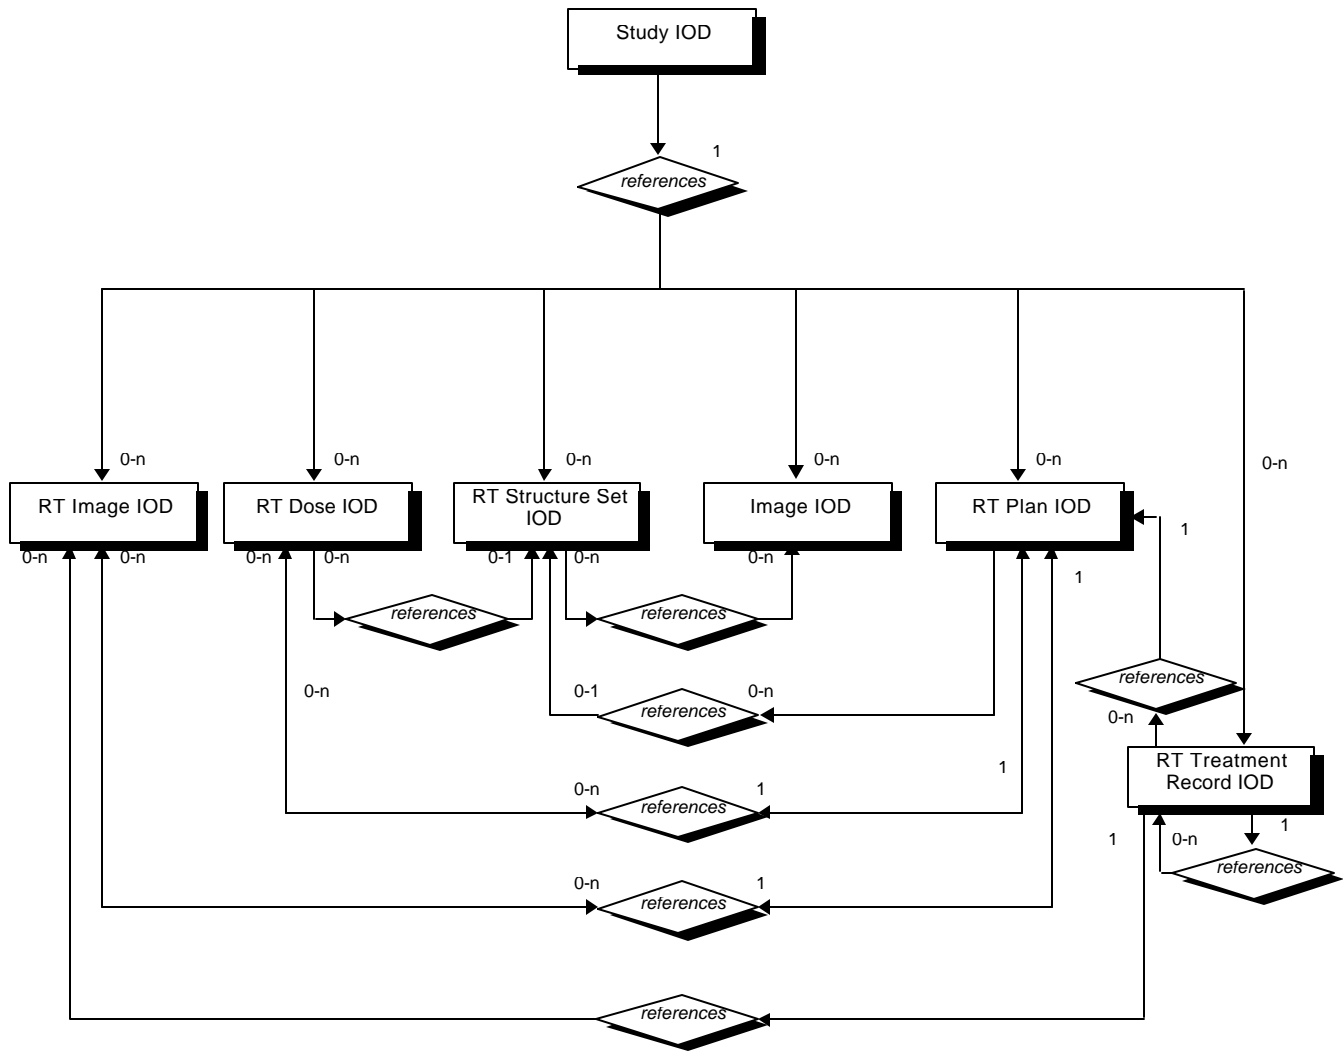 Study IOD
1
references
0-n
0-n
0-n
0-n
0-n
0-n
RT Image IOD
RT Dose IOD
RT Structure Set
IOD
Image IOD
RT Plan IOD
1
0-n
0-n
0-n
0-n
0-1
0-n
0-n
1
references
references
references
0-n
0-1
references
0-n
0-n
RT Treatment
Record IOD
1
0-n
references
1
1
0-n
1
references
0-n
references
1
references